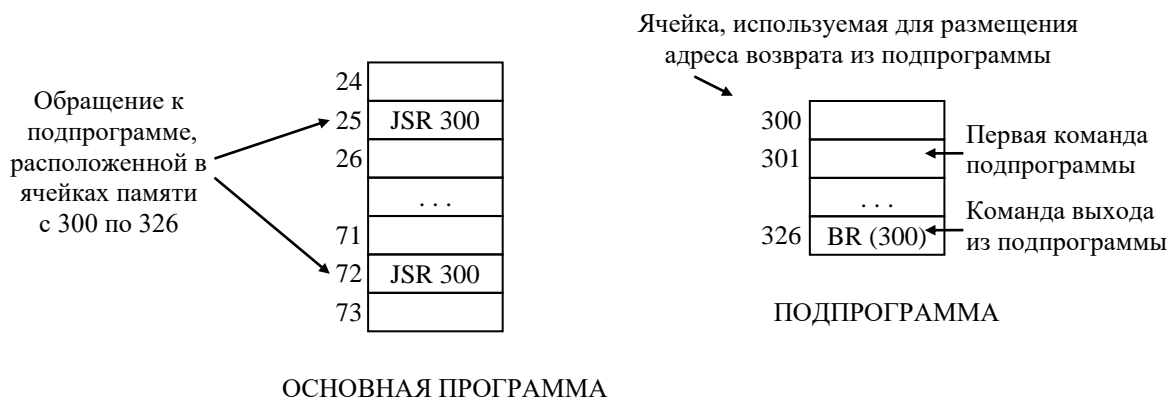 Ячейка, используемая для размещения
адреса возврата из подпрограммы
Обращение к
подпрограмме,
расположенной в
ячейках памяти
с 300 по 326
24
25 JSR 300
26
. . .
71
72 JSR 300
73
ОСНОВНАЯ ПРОГРАММА
300
301
. . .
326 BR (300)
Первая команда
подпрограммы
Команда выхода
из подпрограммы
ПОДПРОГРАММА